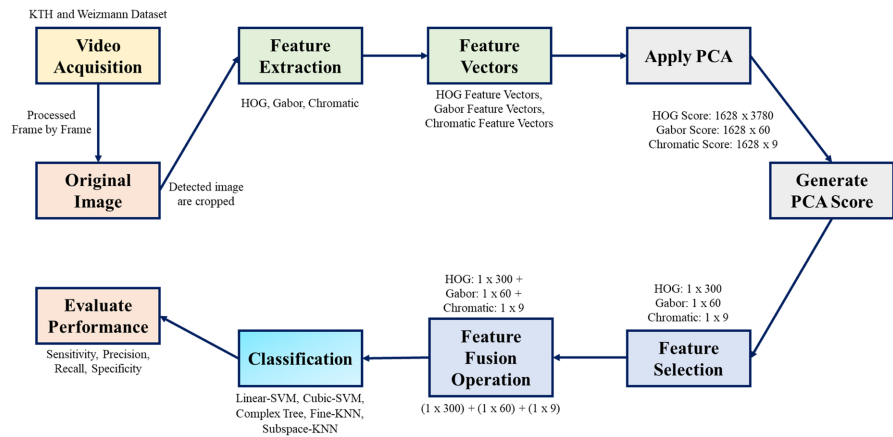 KTH and Weizmann Dataset
Video
Acquisition
Processed
Frame by Frame
Original
Image
Detected image
are cropped
Feature
Extraction
HOG, Gabor, Chromatic
Feature
Vectors
HOG Feature Vectors,
Gabor Feature Vectors,
Chromatic Feature Vectors
Apply PCA
HOG Score: 1628 x 3780
Gabor Score: 1628 x 60
Chromatic Score: 1628 x 9
Generate
PCA Score
HOG: 1 x 300
Gabor: 1 x 60
Chromatic: 1 x 9
Feature
Selection
HOG: 1 x 300 +
Gabor: 1 x 60 +
Chromatic: 1 x 9
Feature
Fusion
Operation
(1 x 300) + (1 x 60) + (1 x 9)
Classification
Linear-SVM, Cubic-SVM,
Complex Tree, Fine-KNN,
Subspace-KNN
Evaluate
Performance
Sensitivity, Precision,
Recall, Specificity